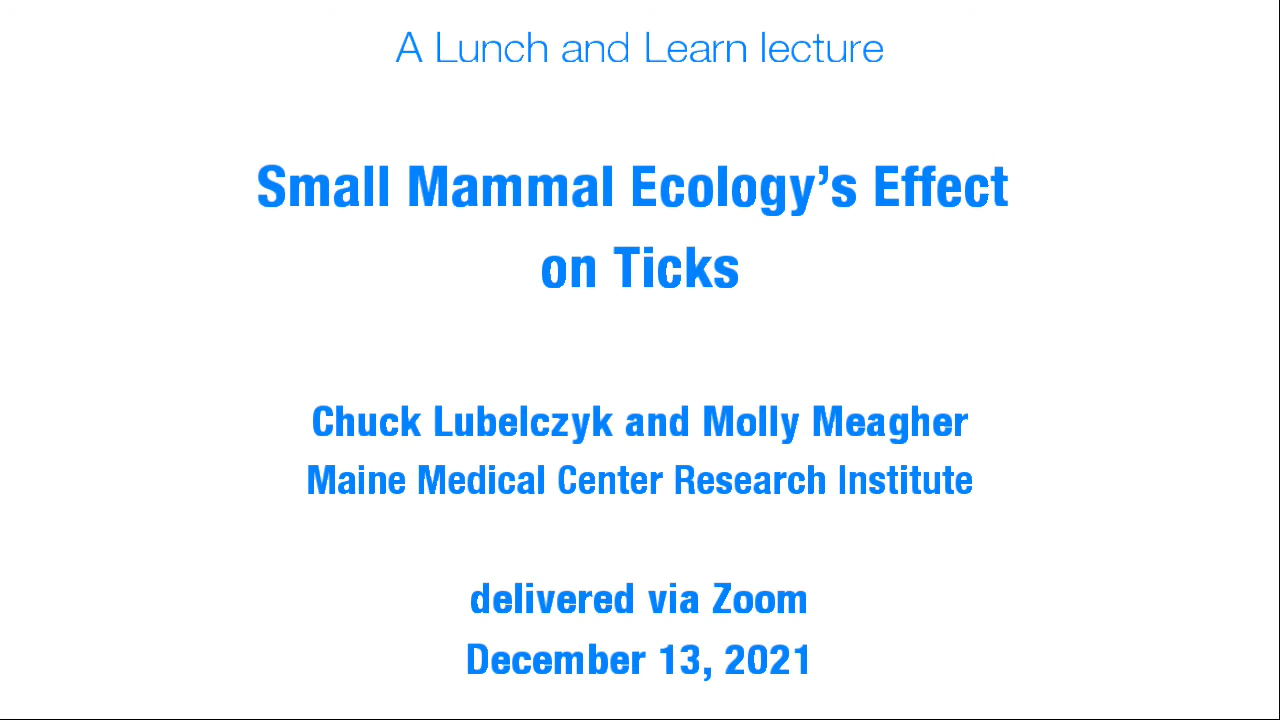 A Lunch and Learn lecture
Small Mammal Ecology’s Effect
on Ticks
Chuck Lubelczyk and Molly Meagher
Maine Medical Center Research Institute
delivered via Zoom
December 13, 2021